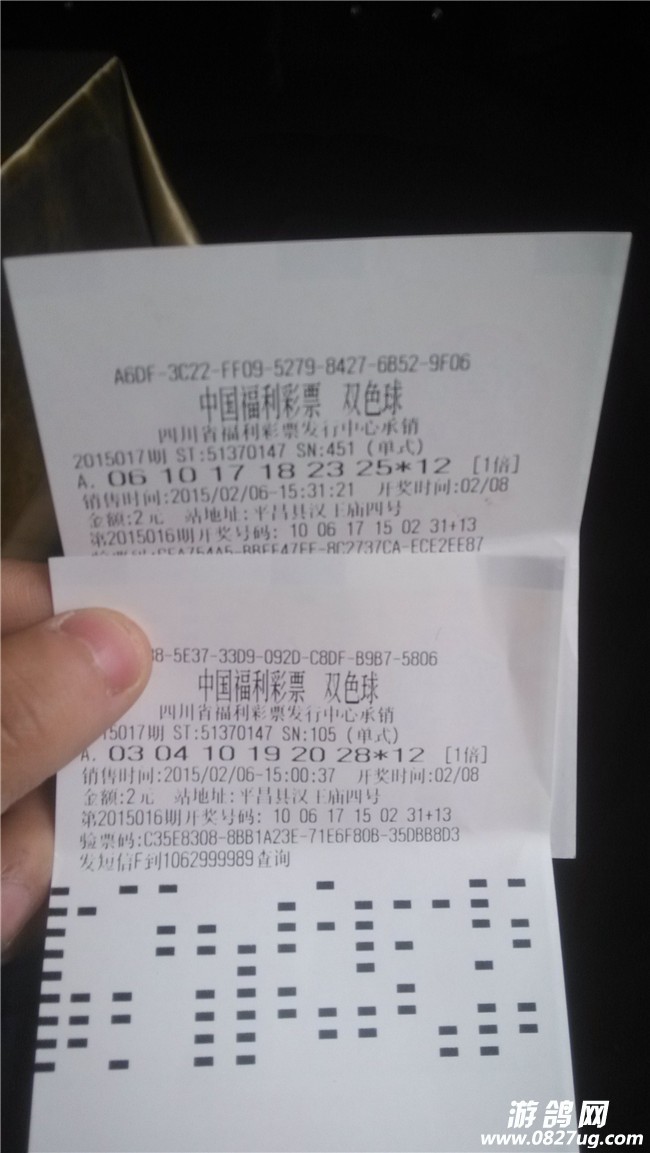 A6DF-3C22-FF09-5279-8427-6B52-9F06
中国福利彩票 双色球
四川省福利彩票发行中心承销
2015017期 ST:51370147 SN:451 (单式)
A. 06 10 17 18 23 25*12 [1倍]
销售时间:2015/02/06-15:31:21 开奖时间:02/08
金额:2元 站地址:平昌县汉王庙四号
第2015016期开奖号码: 10 06 17 15 02 31+13
验票码:CEA754A5-BBEE47EE-8C2737CA-ECE2EE87
5E37-33D9-092D-C8DF-B9B7-5806
中国福利彩票 双色球
四川省福利彩票发行中心承销
2015017期 ST:51370147 SN:105 (单式)
A. 03 04 10 19 20 28*12 [1倍]
销售时间:2015/02/06-15:00:37 开奖时间:02/08
金额:2元 站地址:平昌县汉王庙四号
第2015016期开奖号码: 10 06 17 15 02 31+13
验票码:C35E8308-8BB1A23E-71E6F80B-35DBB8D3
发短信F到1062999989查询
游鸽网
www.0827ug.com